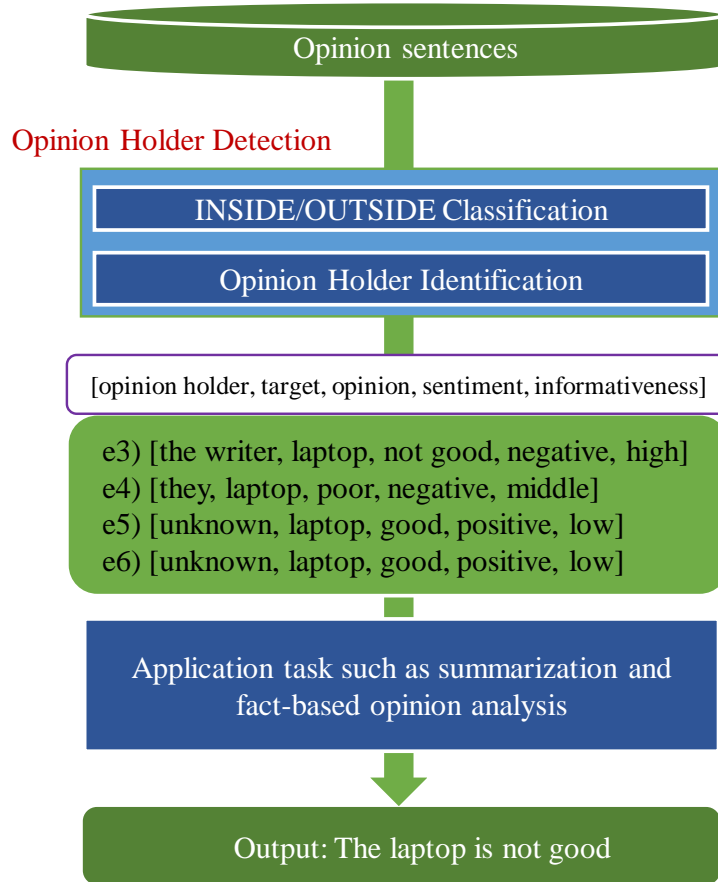 Opinion sentences
Opinion Holder Detection
INSIDE/OUTSIDE Classification
Opinion Holder Identification
[opinion holder, target, opinion, sentiment, informativeness]
e3) [the writer, laptop, not good, negative, high]
e4) [they, laptop, poor, negative, middle]
e5) [unknown, laptop, good, positive, low]
e6) [unknown, laptop, good, positive, low]
Application task such as summarization and
fact-based opinion analysis
Output: The laptop is not good